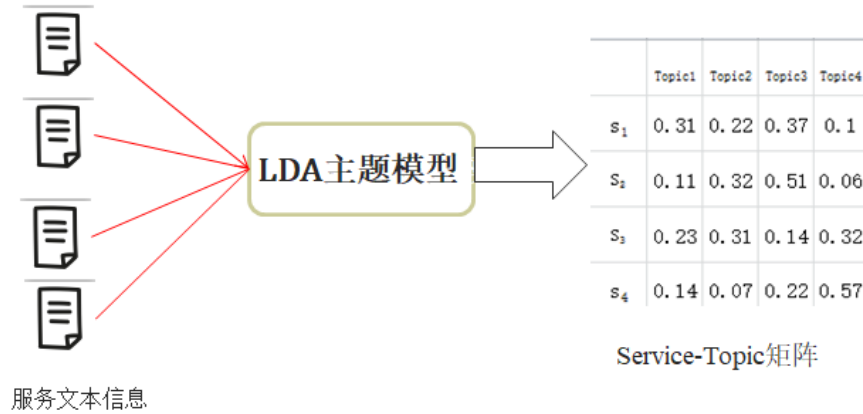 Topic1 Topic2 Topic3 Topic4
s₁ 0.31 0.22 0.37 0.1
s₂ 0.11 0.32 0.51 0.06
s₃ 0.23 0.31 0.14 0.32
s₄ 0.14 0.07 0.22 0.57
LDA主题模型
Service-Topic矩阵
服务文本信息